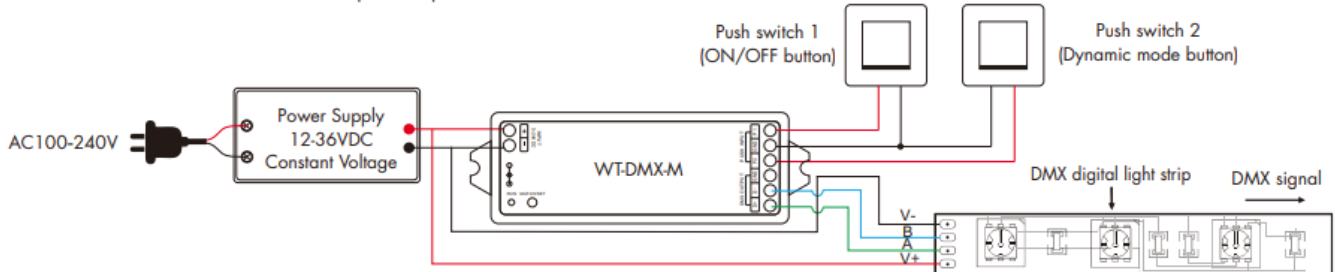 Push switch 1
(ON/OFF button)
Push switch 2
(Dynamic mode button)
AC100-240V
Power Supply
12-36VDC
Constant Voltage
WT-DMX-M
DMX digital light strip
DMX signal
V-
B
A
V+